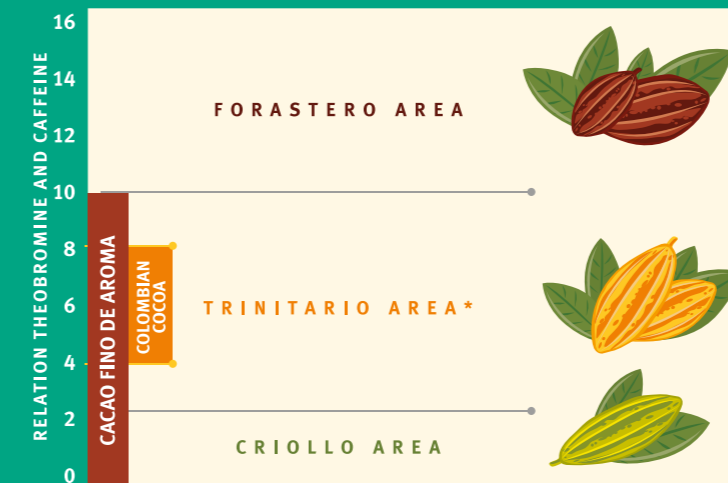 RELATION THEOBROMINE AND CAFFEINE
16
14
12
10
8
6
4
2
0
CACAO FINO DE AROMA
COLOMBIAN
COCOA
FORASTERO AREA
TRINITARIO AREA*
CRIOLLO AREA